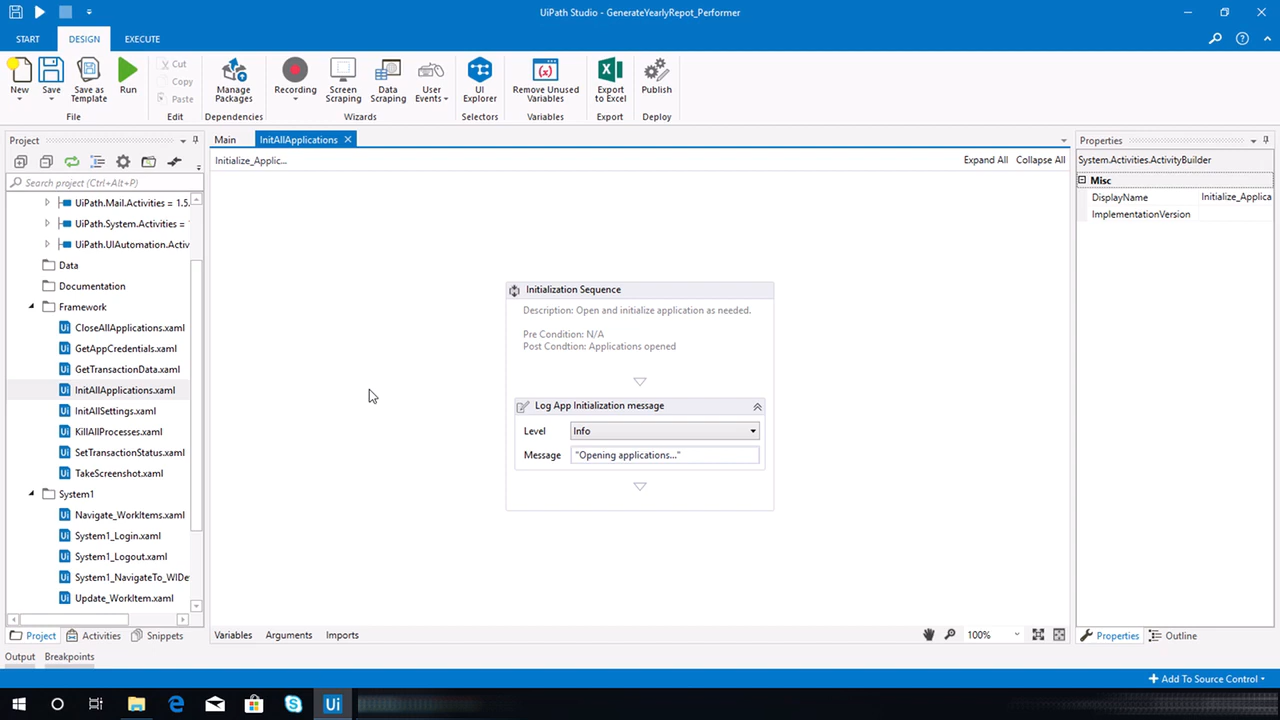 UiPath Studio - GenerateYearlyRepot_Performer
START DESIGN EXECUTE
New
Save
Save as Template
Run
Cut
Copy
Paste
Manage Packages
Recording
Screen Scraping
Data Scraping
User Events
UI Explorer
Remove Unused Variables
Export to Excel
Publish
File Edit Dependencies Wizards Selectors Variables Export Deploy
Project
Search project (Ctrl+Alt+P)
UiPath.Mail.Activities = 1.5.
UiPath.System.Activities = 
UiPath.UIAutomation.Activ
Data
Documentation
Framework
CloseAllApplications.xaml
GetAppCredentials.xaml
GetTransactionData.xaml
InitAllApplications.xaml
InitAllSettings.xaml
KillAllProcesses.xaml
SetTransactionStatus.xaml
TakeScreenshot.xaml
System1
Navigate_WorkItems.xaml
System1_Login.xaml
System1_Logout.xaml
System1_NavigateTo_WIDe
Update_WorkItem.xaml
Project Activities Snippets
Output Breakpoints
Main InitAllApplications
Initialize_Applic...
Expand All Collapse All
Initialization Sequence
Description: Open and initialize application as needed.
Pre Condition: N/A
Post Condtion: Applications opened
Log App Initialization message
Level Info
Message "Opening applications..."
Variables Arguments Imports
100%
Properties
System.Activities.ActivityBuilder
Misc
DisplayName Initialize_Applica
ImplementationVersion
Properties Outline
Add To Source Control
Ui